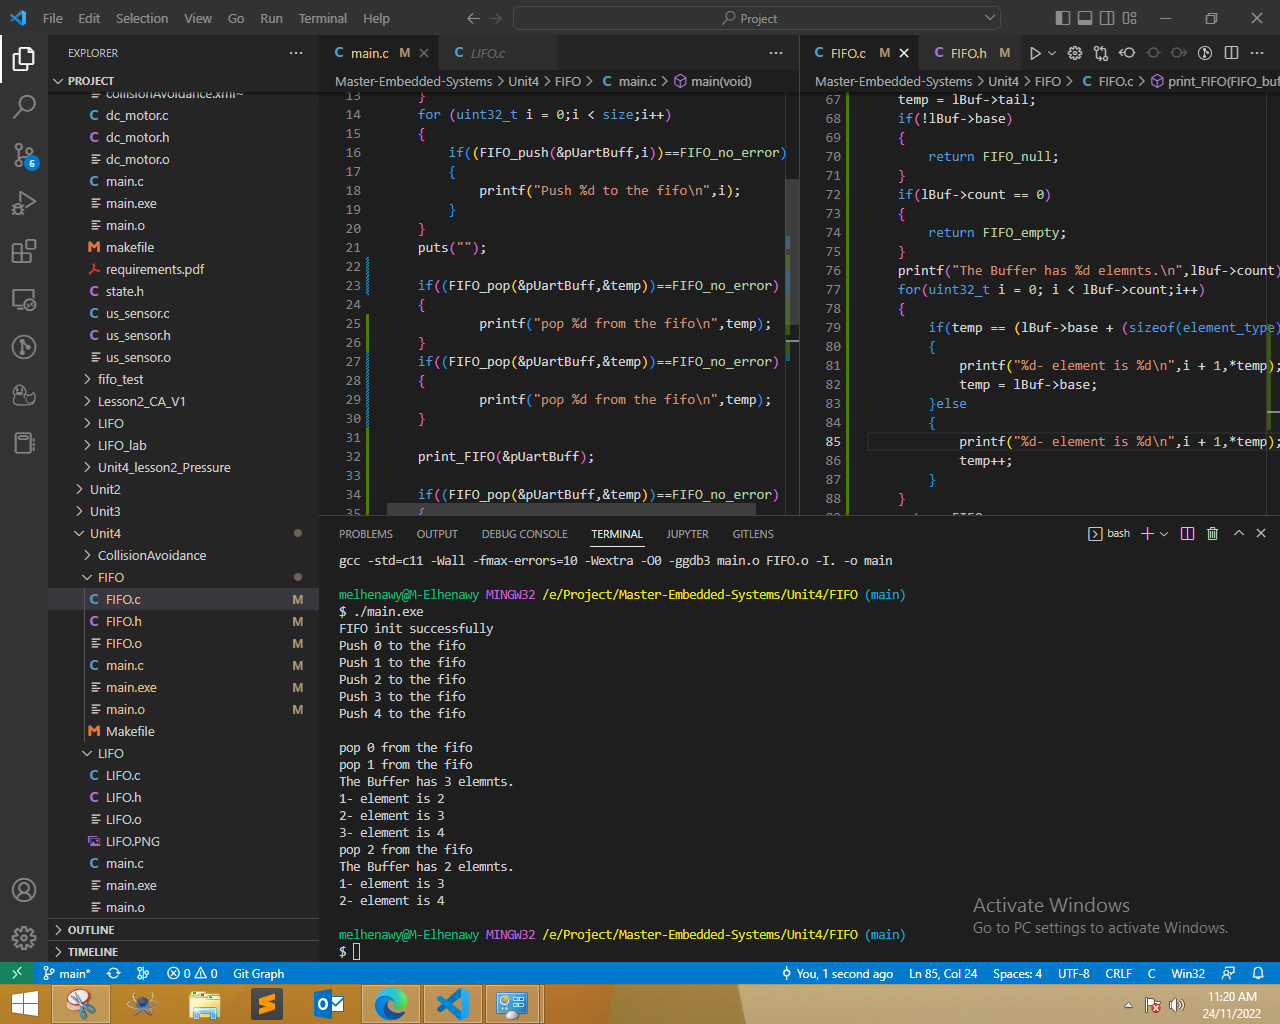 File Edit Selection View Go Run Terminal Help
Project
EXPLORER
PROJECT
collisionAvoidance.xml~
dc_motor.c
dc_motor.h
dc_motor.o
main.c
main.exe
main.o
makefile
requirements.pdf
state.h
us_sensor.c
us_sensor.h
us_sensor.o
fifo_test
Lesson2_CA_V1
LIFO
LIFO_lab
Unit4_lesson2_Pressure
Unit2
Unit3
Unit4
CollisionAvoidance
FIFO
FIFO.c M
FIFO.h M
FIFO.o M
main.c M
main.exe M
main.o M
Makefile
LIFO
LIFO.c
LIFO.h
LIFO.o
LIFO.PNG
main.c
main.exe
main.o
OUTLINE
TIMELINE
6
main.c M
LIFO.c
Master-Embedded-Systems > Unit4 > FIFO > main.c > main(void)
13 }
14 for (uint32_t i = 0;i < size;i++)
15 {
16 if((FIFO_push(&pUartBuff,i))==FIFO_no_error)
17 {
18 printf("Push %d to the fifo\n",i);
19 }
20 }
21 puts("");
22
23 if((FIFO_pop(&pUartBuff,&temp))==FIFO_no_error)
24 {
25 printf("pop %d from the fifo\n",temp);
26 }
27 if((FIFO_pop(&pUartBuff,&temp))==FIFO_no_error)
28 {
29 printf("pop %d from the fifo\n",temp);
30 }
31
32 print_FIFO(&pUartBuff);
33
34 if((FIFO_pop(&pUartBuff,&temp))==FIFO_no_error)
35 {
FIFO.c M
FIFO.h M
Master-Embedded-Systems > Unit4 > FIFO > FIFO.c > print_FIFO(FIFO_buf
67 temp = lBuf->tail;
68 if(!lBuf->base)
69 {
70 return FIFO_null;
71 }
72 if(lBuf->count == 0)
73 {
74 return FIFO_empty;
75 }
76 printf("The Buffer has %d elemnts.\n",lBuf->count)
77 for(uint32_t i = 0; i < lBuf->count;i++)
78 {
79 if(temp == (lBuf->base + (sizeof(element_type)
80 {
81 printf("%d- element is %d\n",i + 1,*temp);
82 temp = lBuf->base;
83 }else
84 {
85 printf("%d- element is %d\n",i + 1,*temp);
86 temp++;
87 }
88 }
PROBLEMS OUTPUT DEBUG CONSOLE TERMINAL JUPYTER GITLENS
bash
gcc -std=c11 -Wall -fmax-errors=10 -Wextra -O0 -ggdb3 main.o FIFO.o -I. -o main
melhenawy@M-Elhenawy MINGW32 /e/Project/Master-Embedded-Systems/Unit4/FIFO (main)
$ ./main.exe
FIFO init successfully
Push 0 to the fifo
Push 1 to the fifo
Push 2 to the fifo
Push 3 to the fifo
Push 4 to the fifo
pop 0 from the fifo
pop 1 from the fifo
The Buffer has 3 elemnts.
1- element is 2
2- element is 3
3- element is 4
pop 2 from the fifo
The Buffer has 2 elemnts.
1- element is 3
2- element is 4
melhenawy@M-Elhenawy MINGW32 /e/Project/Master-Embedded-Systems/Unit4/FIFO (main)
$
Activate Windows
Go to PC settings to activate Windows.
main* 0 0 Git Graph
You, 1 second ago Ln 85, Col 24 Spaces: 4 UTF-8 CRLF C Win32
11:20 AM
24/11/2022